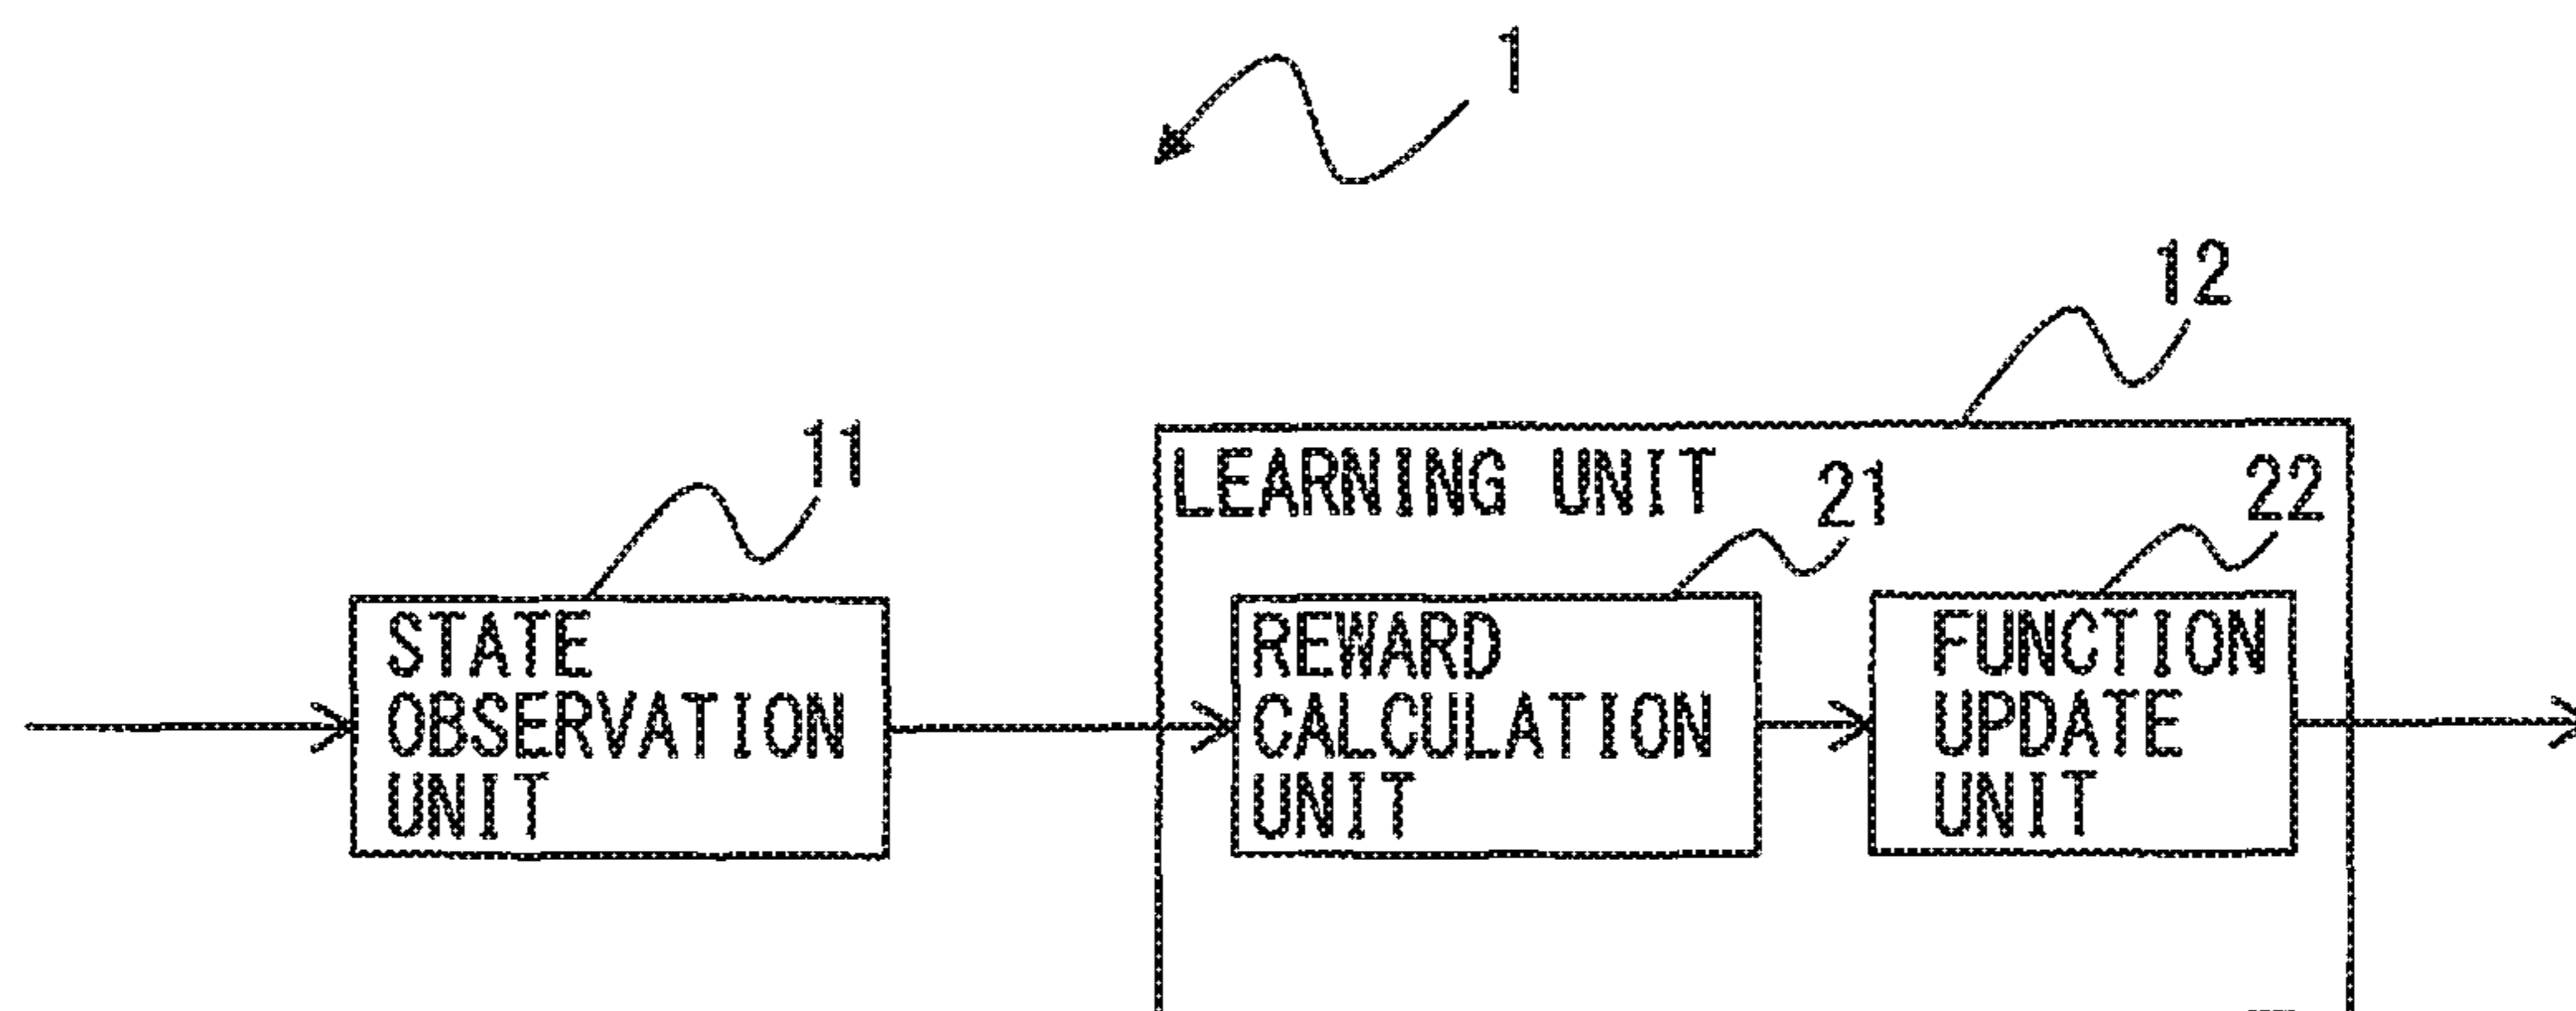 1
12
11
LEARNING UNIT
21
22
STATE
OBSERVATION
UNIT
REWARD
CALCULATION
UNIT
FUNCTION
UPDATE
UNIT